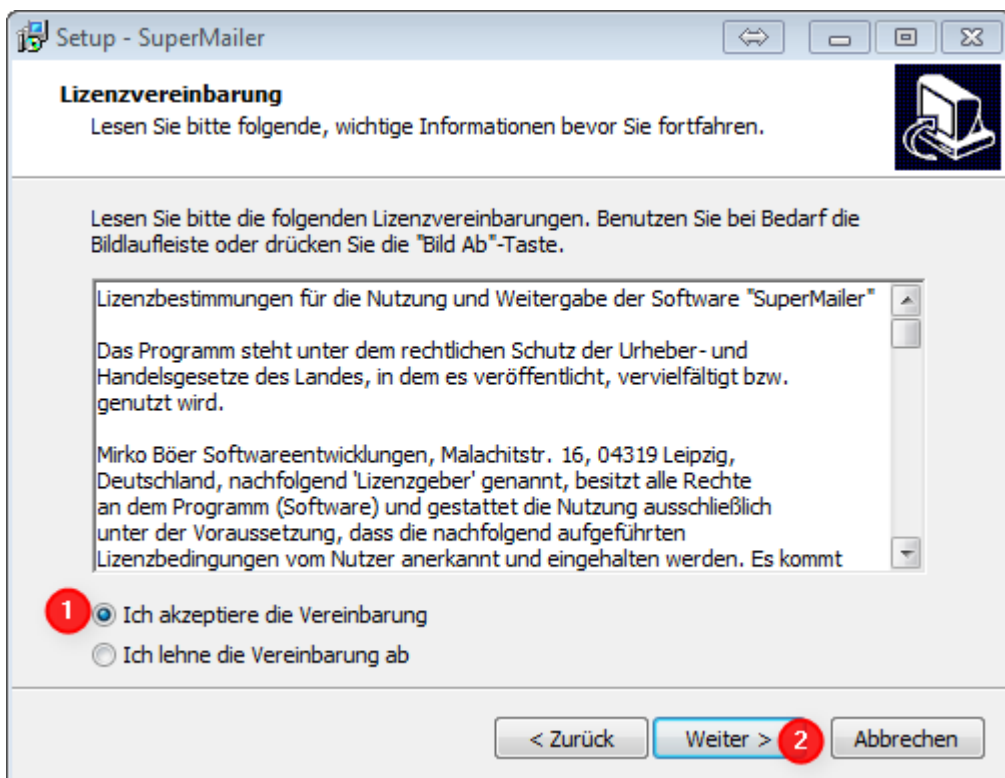 Setup - SuperMailer
Lizenzvereinbarung
Lesen Sie bitte folgende, wichtige Informationen bevor Sie fortfahren.
Lesen Sie bitte die folgenden Lizenzvereinbarungen. Benutzen Sie bei Bedarf die
Bildlaufleiste oder drücken Sie die "Bild Ab"-Taste.
Lizenzbestimmungen für die Nutzung und Weitergabe der Software "SuperMailer"
Das Programm steht unter dem rechtlichen Schutz der Urheber- und
Handelsgesetze des Landes, in dem es veröffentlicht, vervielfältigt bzw.
genutzt wird.
Mirko Böer Softwareentwicklungen, Malachitstr. 16, 04319 Leipzig,
Deutschland, nachfolgend 'Lizenzgeber' genannt, besitzt alle Rechte
an dem Programm (Software) und gestattet die Nutzung ausschließlich
unter der Voraussetzung, dass die nachfolgend aufgeführten
Lizenzbedingungen vom Nutzer anerkannt und eingehalten werden. Es kommt
1 Ich akzeptiere die Vereinbarung
Ich lehne die Vereinbarung ab
< Zurück Weiter > 2 Abbrechen